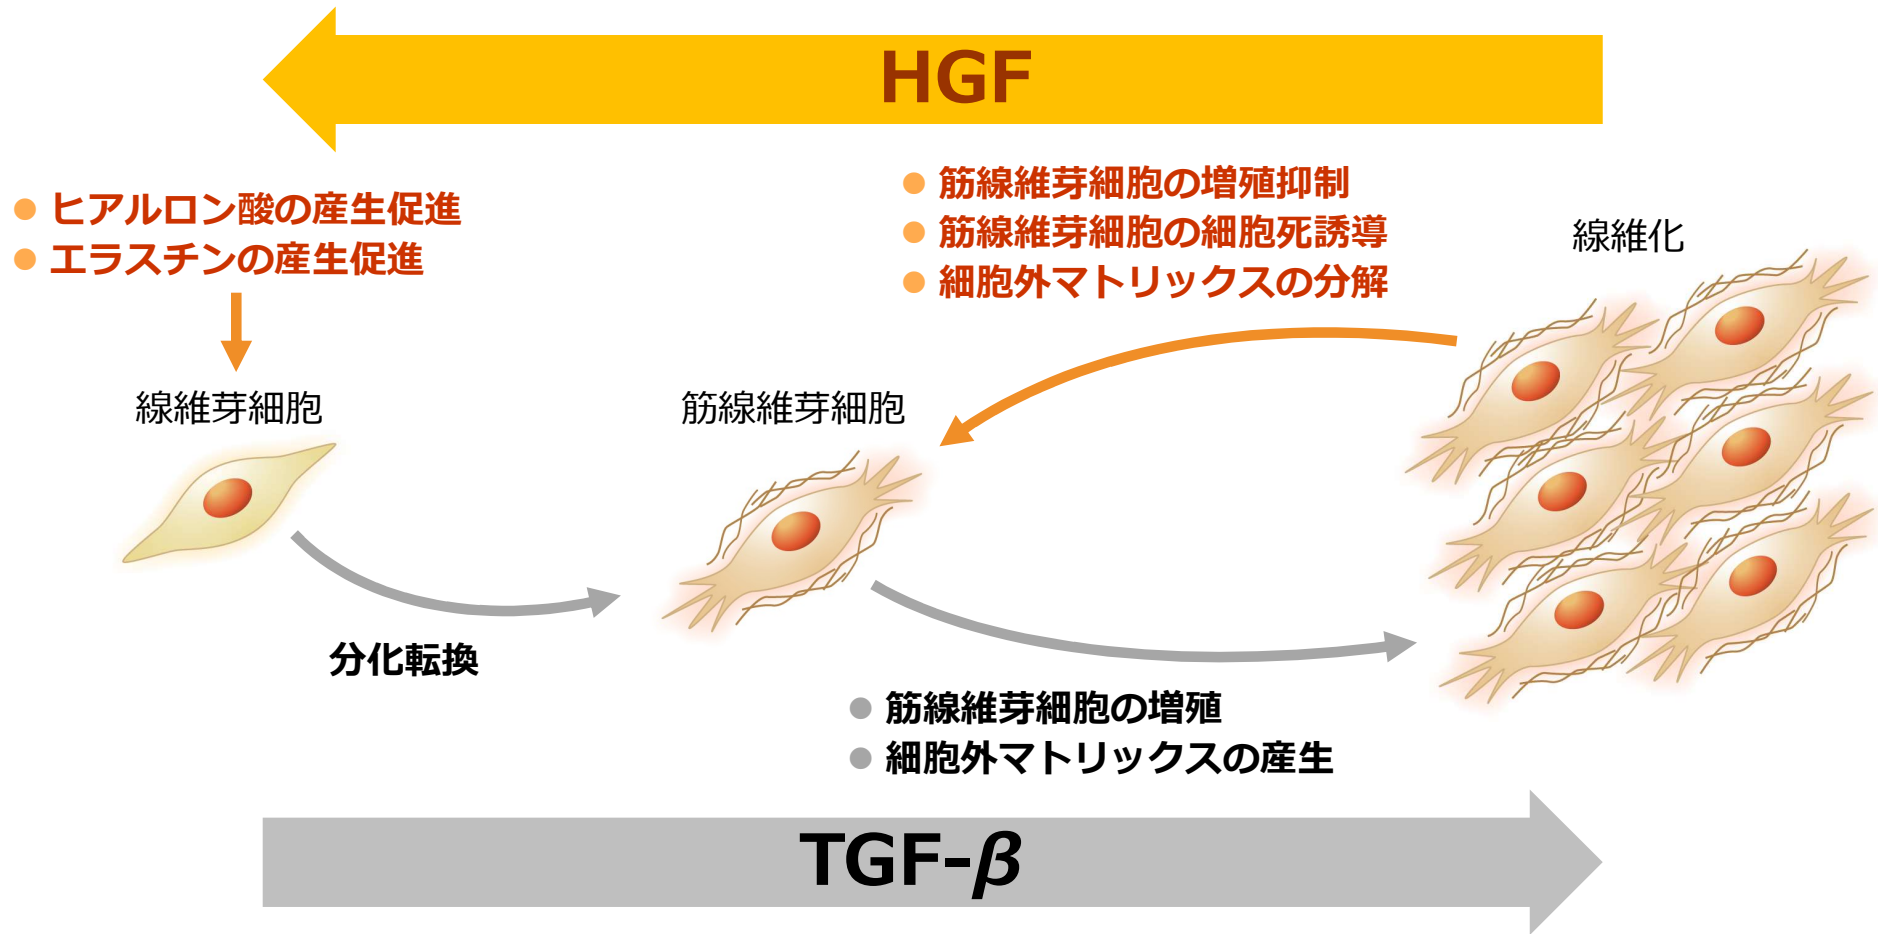 HGF
● ヒアルロン酸の産生促進
● エラスチンの産生促進
● 筋線維芽細胞の増殖抑制
● 筋線維芽細胞の細胞死誘導
● 細胞外マトリックスの分解
線維化
線維芽細胞
筋線維芽細胞
分化転換
● 筋線維芽細胞の増殖
● 細胞外マトリックスの産生
TGF-β